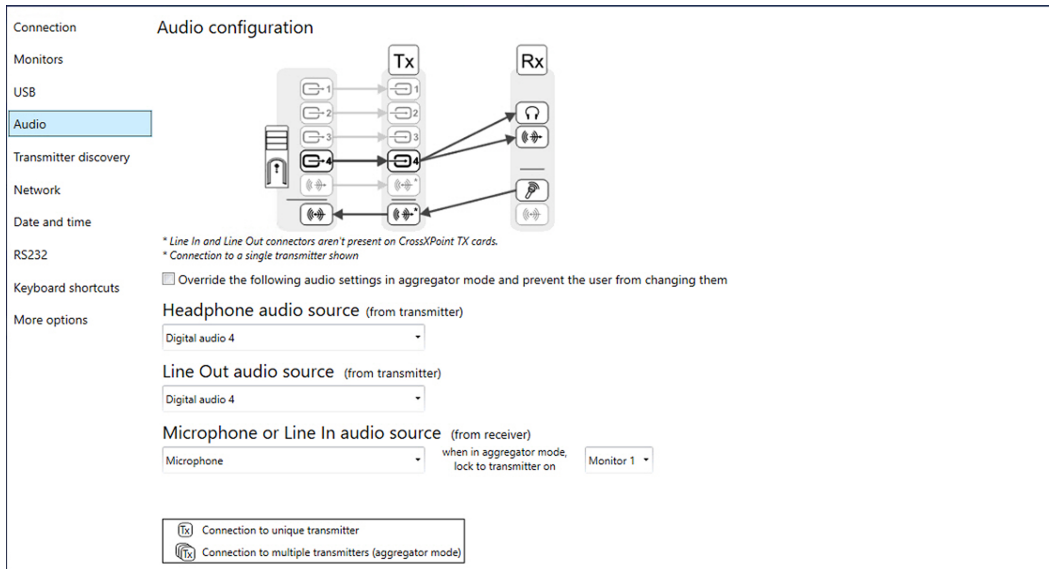 Connection
Monitors
USB
Audio
Transmitter discovery
Network
Date and time
RS232
Keyboard shortcuts
More options
Audio configuration
Tx
Rx
1
1
2
2
3
3
4
4
*
*
* Line In and Line Out connectors aren't present on CrossXPoint TX cards.
* Connection to a single transmitter shown
Override the following audio settings in aggregator mode and prevent the user from changing them
Headphone audio source (from transmitter)
Digital audio 4
Line Out audio source (from transmitter)
Digital audio 4
Microphone or Line In audio source (from receiver)
Microphone
when in aggregator mode,
lock to transmitter on
Monitor 1
Tx Connection to unique transmitter
Tx Connection to multiple transmitters (aggregator mode)